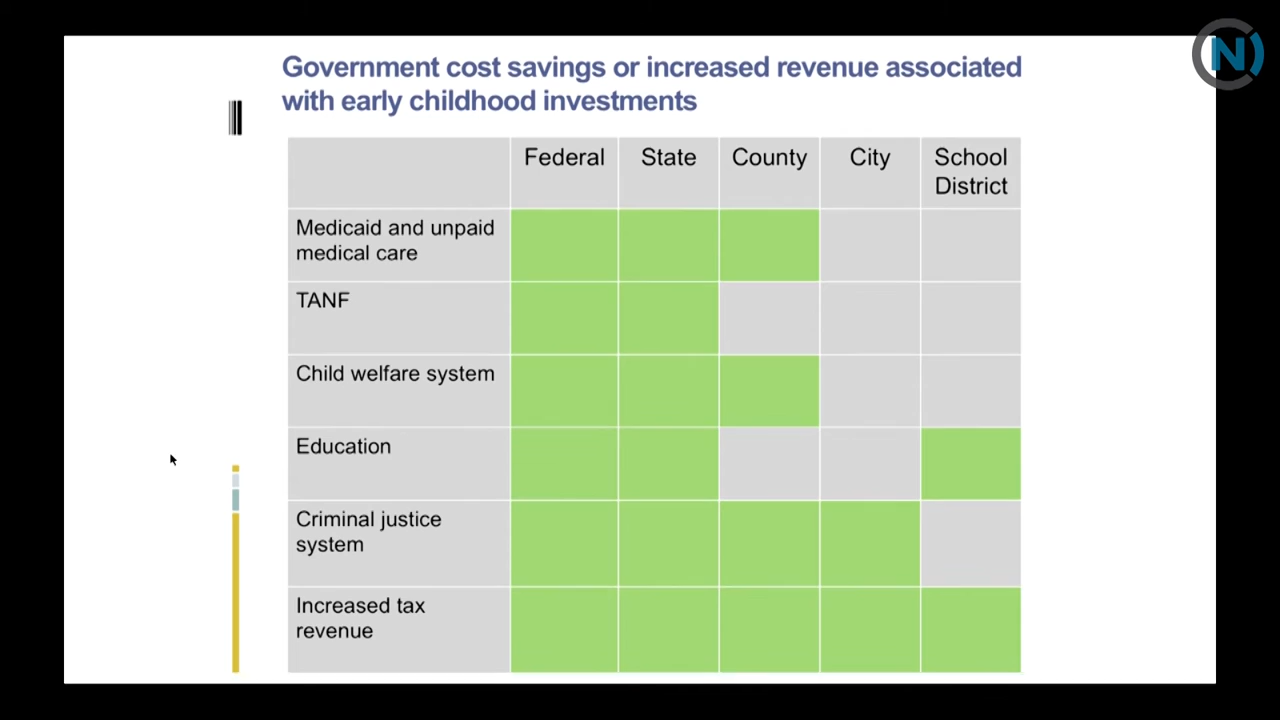 N
Government cost savings or increased revenue associated
with early childhood investments
Federal State County City School
District
Medicaid and unpaid
medical care
TANF
Child welfare system
Education
Criminal justice
system
Increased tax
revenue